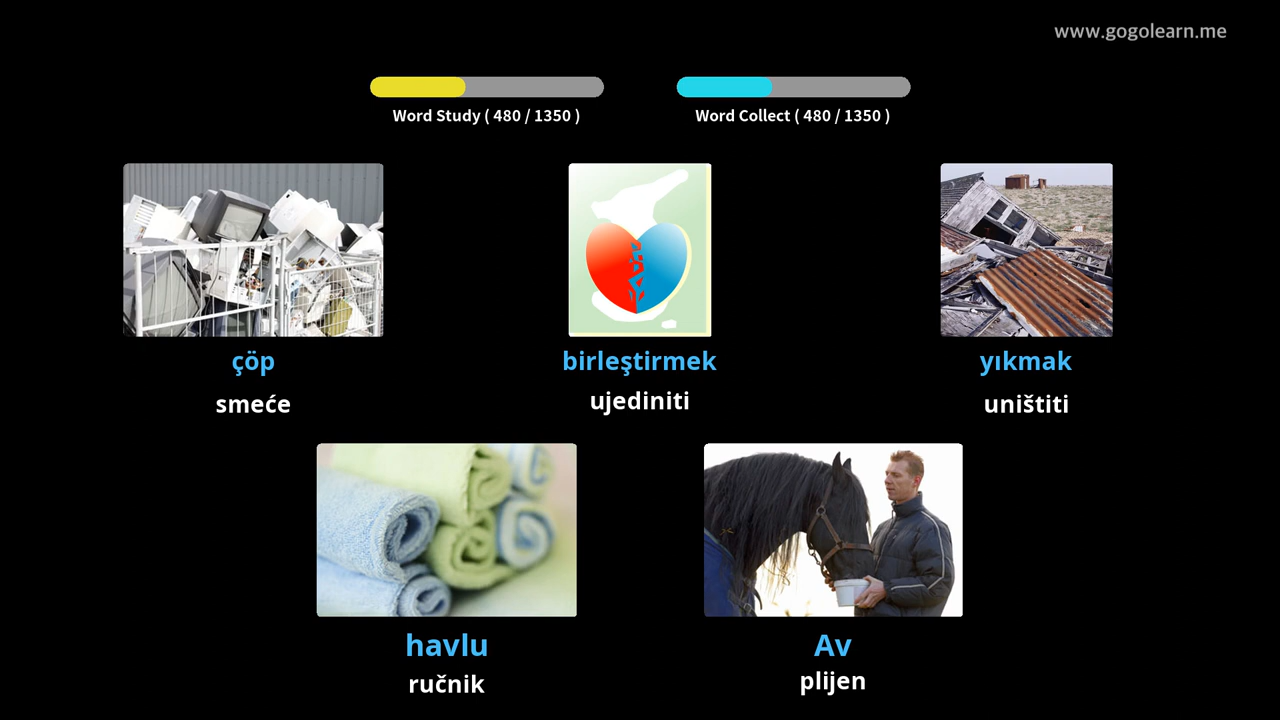 www.gogolearn.me
Word Study ( 480 / 1350 )
Word Collect ( 480 / 1350 )
çöp
smeće
birleştirmek
ujediniti
yıkmak
uništiti
havlu
ručnik
Av
plijen